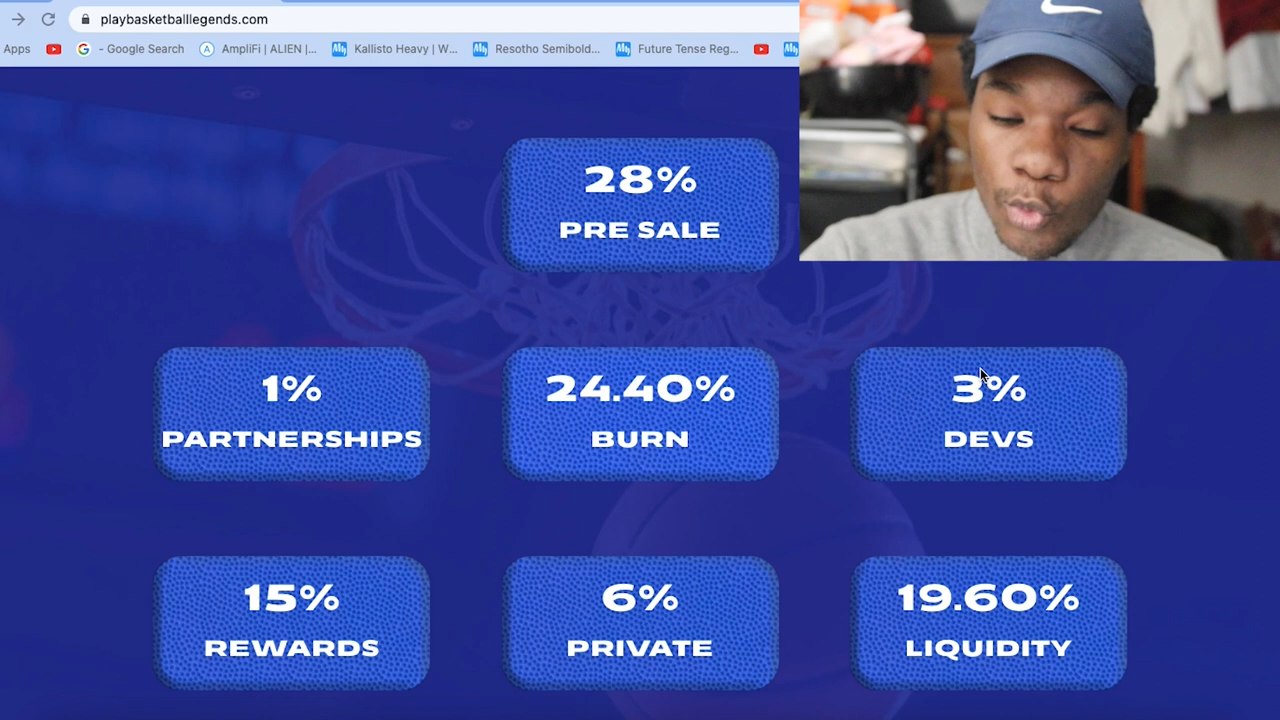 playbasketballlegends.com
Apps
- Google Search
AmpliFi | ALIEN |...
Kallisto Heavy | W...
Resotho Semibold...
Future Tense Reg...
28%
PRE SALE
1%
PARTNERSHIPS
24.40%
BURN
3%
DEVS
15%
REWARDS
6%
PRIVATE
19.60%
LIQUIDITY